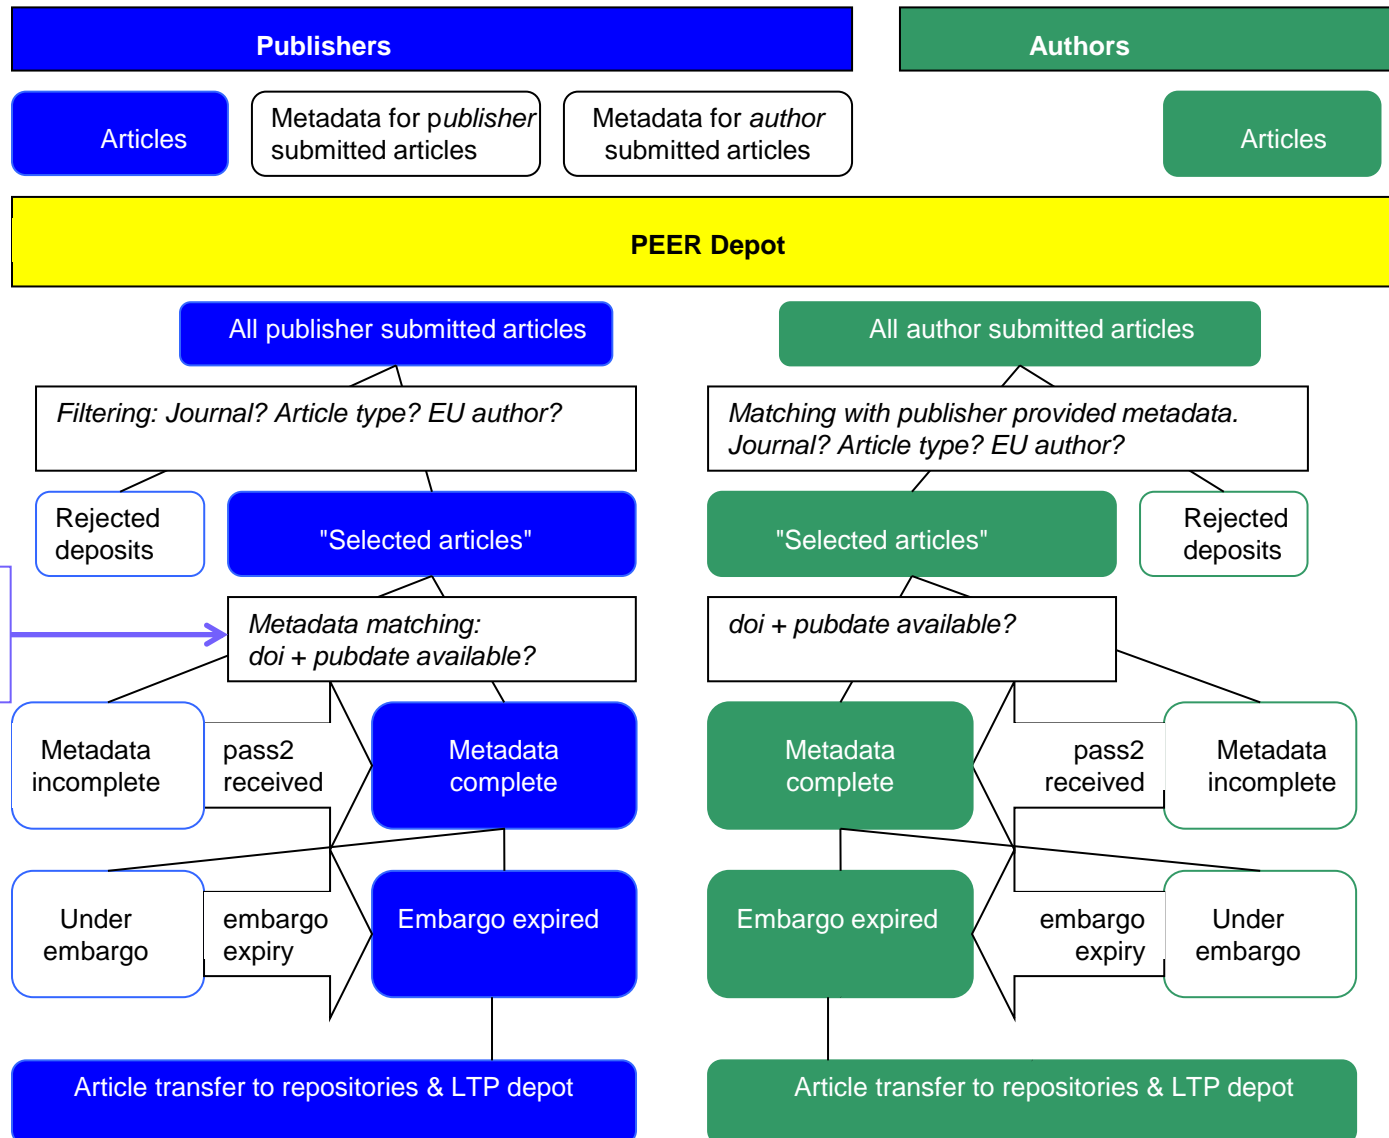 Publishers
Authors
Articles
Metadata for publisher
submitted articles
Metadata for author
submitted articles
Articles
PEER Depot
All publisher submitted articles
All author submitted articles
Filtering: Journal? Article type? EU author?
Matching with publisher provided metadata.
Journal? Article type? EU author?
Rejected
deposits
"Selected articles"
"Selected articles"
Rejected
deposits
Metadata matching:
doi + pubdate available?
doi + pubdate available?
Metadata
incomplete
pass2
received
Metadata
complete
Metadata
complete
pass2
received
Metadata
incomplete
Under
embargo
embargo
expiry
Embargo expired
Embargo expired
embargo
expiry
Under
embargo
Article transfer to repositories & LTP depot
Article transfer to repositories & LTP depot